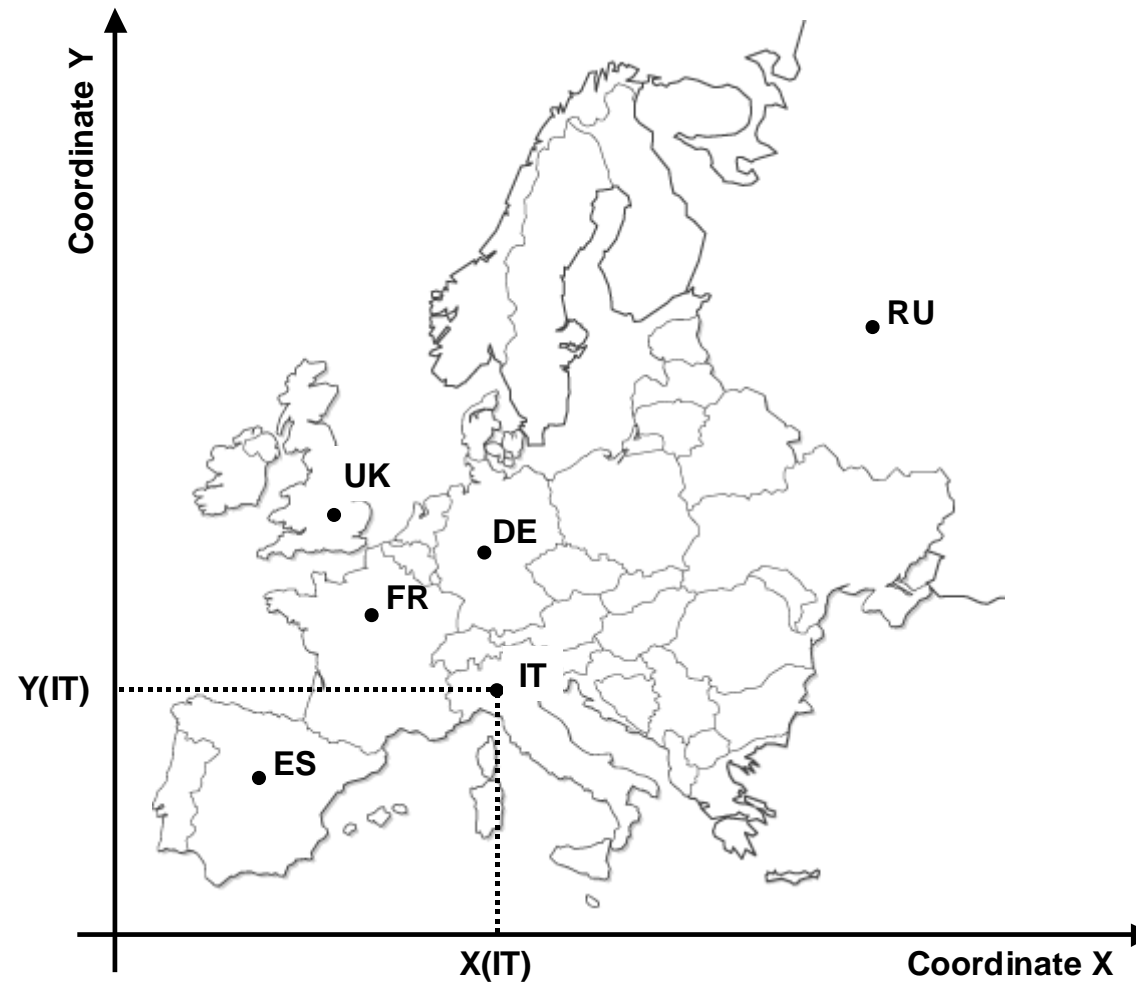 Coordinate Y
RU
UK
DE
FR
IT
Y(IT)
ES
X(IT)
Coordinate X